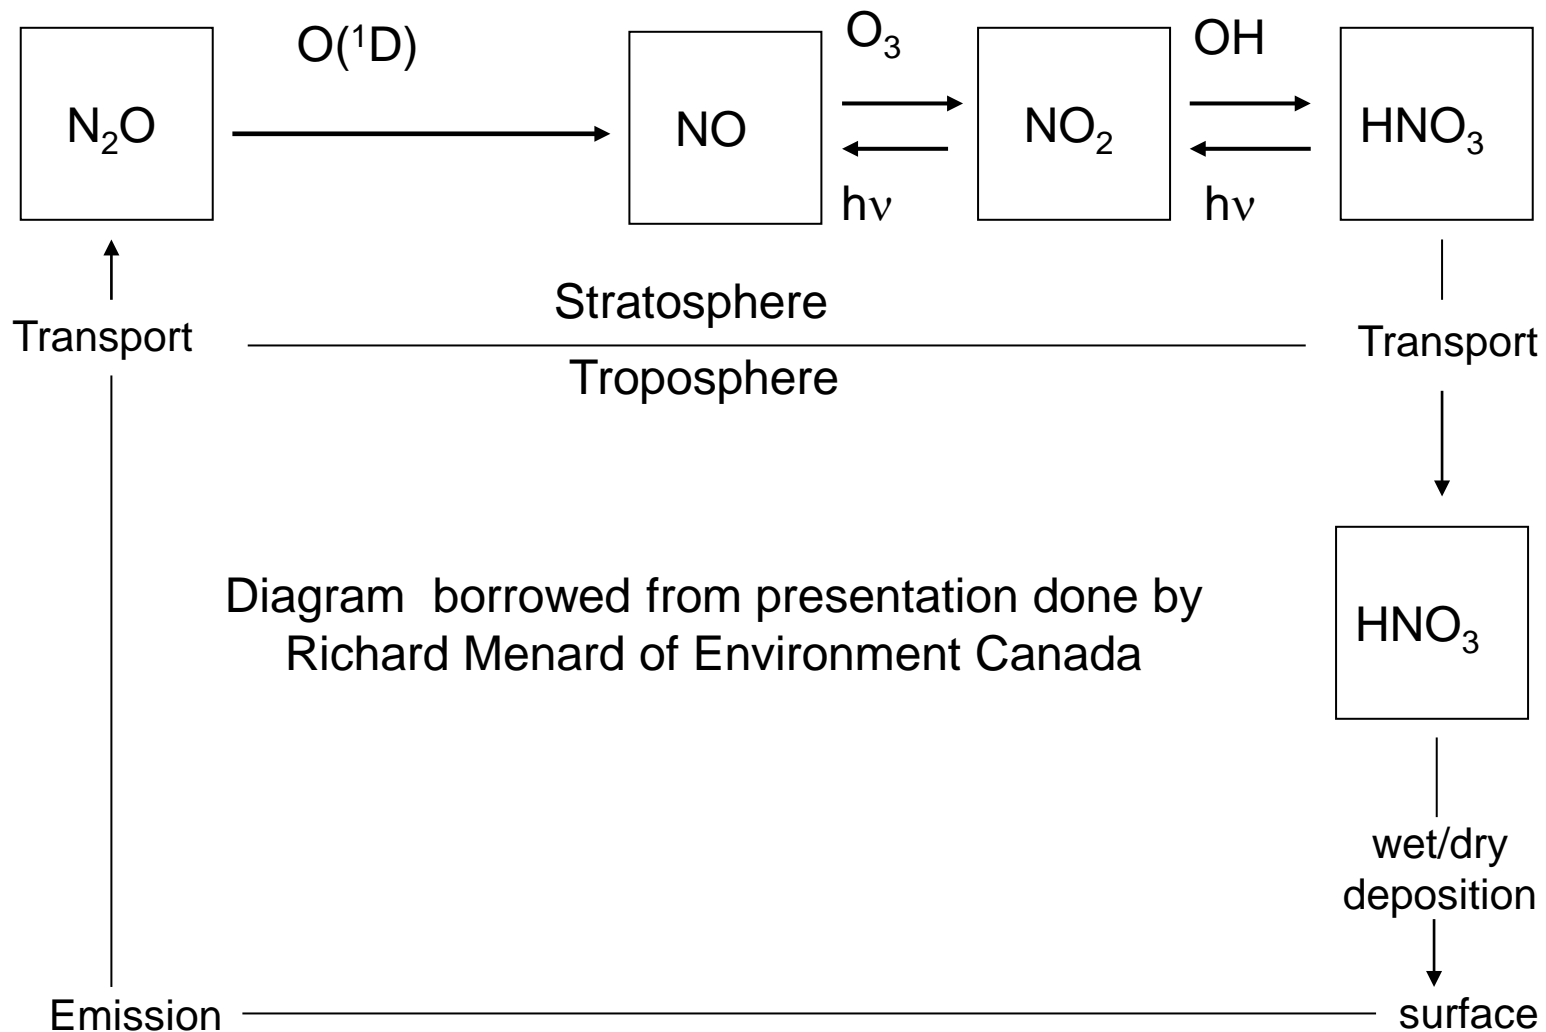 O(¹D)
O₃
OH
N₂O
NO
NO₂
HNO₃
hν
hν
Stratosphere
Transport
Transport
Troposphere
Diagram borrowed from presentation done by
Richard Menard of Environment Canada
HNO₃
wet/dry
deposition
Emission
surface